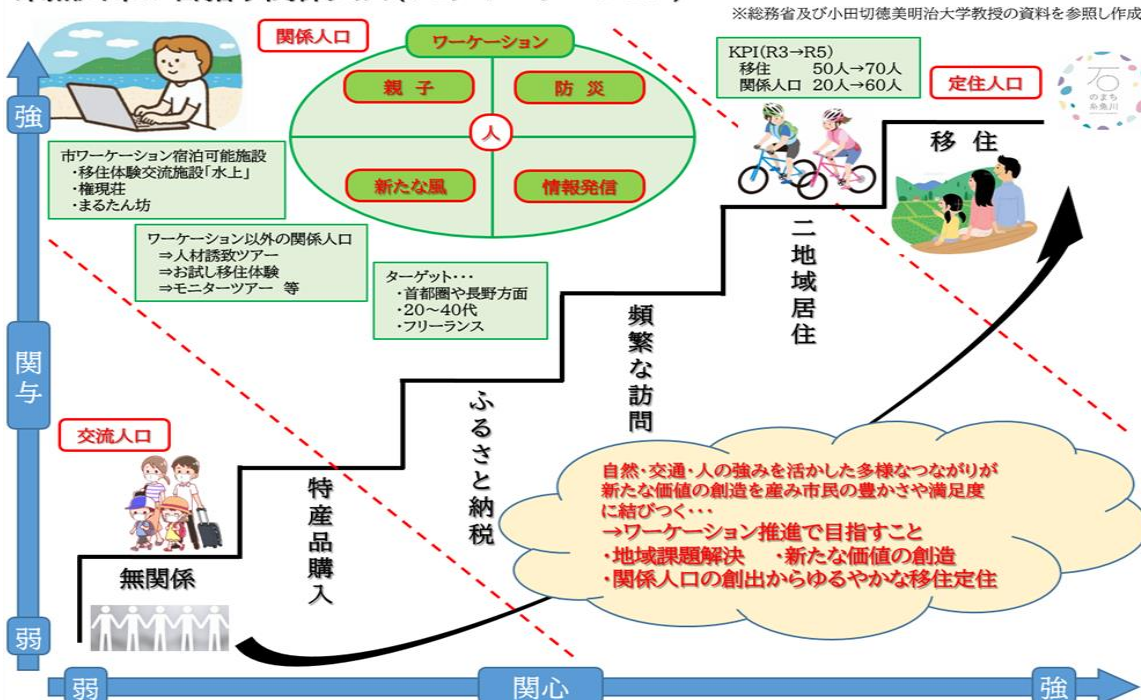 ※総務省及び小田切徳美明治大学教授の資料を参照し作成
関係人口
ワーケーション
親 子
防 災
人
新たな風
情報発信
KPI(R3→R5)
移住 50人→70人
関係人口 20人→60人
定住人口
石
のまち
糸魚川
強
市ワーケーション宿泊可能施設
・移住体験交流施設「水上」
・権現荘
・まるたん坊
ワーケーション以外の関係人口
⇒人材誘致ツアー
⇒お試し移住体験
⇒モニターツアー 等
ターゲット・・・
・首都圏や長野方面
・20～40代
・フリーランス
移 住
二地域居住
頻繁な訪問
ふるさと納税
特産品購入
無関係
関与
交流人口
自然・交通・人の強みを活かした多様なつながりが
新たな価値の創造を産み市民の豊かさや満足度
に結びつく・・・
→ワーケーション推進で目指すこと
・地域課題解決 ・新たな価値の創造
・関係人口の創出からゆるやかな移住定住
弱
弱
関心
強